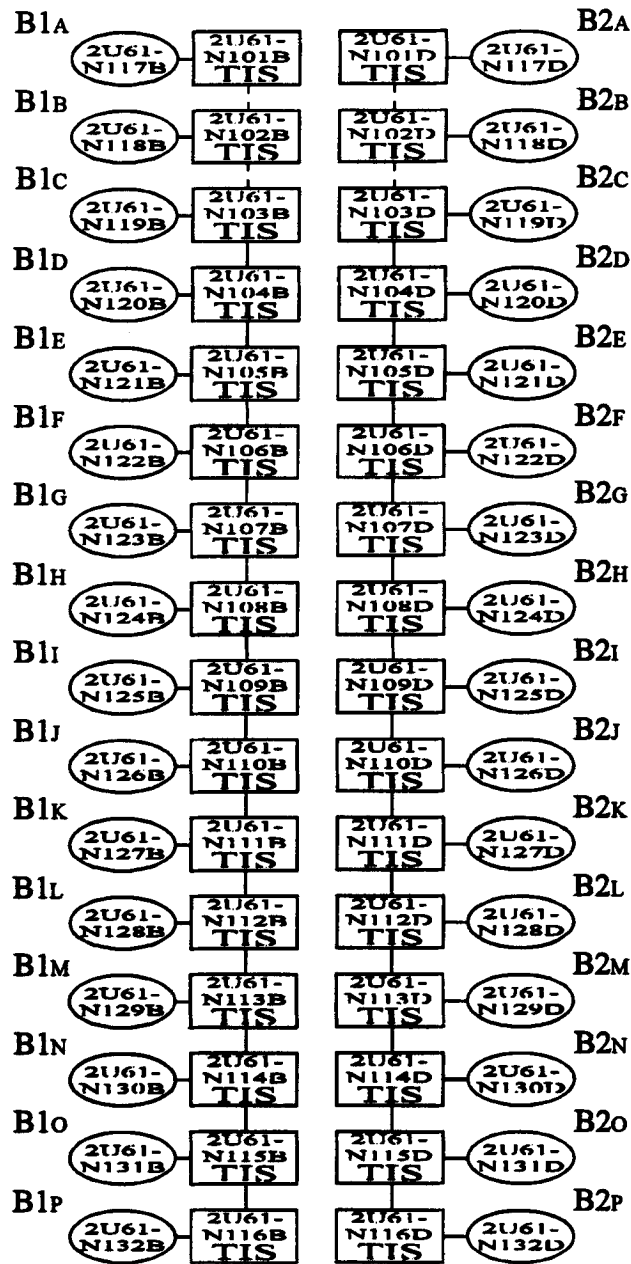 B1A 2U61- 2U61- 2U61- 2U61- B2A
N117B N101B N101D N117D
TIS TIS
B1B 2U61- 2U61- 2U61- 2U61- B2B
N118B N102B N102D N118D
TIS TIS
B1C 2U61- 2U61- 2U61- 2U61- B2C
N119B N103B N103D N119D
TIS TIS
B1D 2U61- 2U61- 2U61- 2U61- B2D
N120B N104B N104D N120D
TIS TIS
B1E 2U61- 2U61- 2U61- 2U61- B2E
N121B N105B N105D N121D
TIS TIS
B1F 2U61- 2U61- 2U61- 2U61- B2F
N122B N106B N106D N122D
TIS TIS
B1G 2U61- 2U61- 2U61- 2U61- B2G
N123B N107B N107D N123D
TIS TIS
B1H 2U61- 2U61- 2U61- 2U61- B2H
N124B N108B N108D N124D
TIS TIS
B1I 2U61- 2U61- 2U61- 2U61- B2I
N125B N109B N109D N125D
TIS TIS
B1J 2U61- 2U61- 2U61- 2U61- B2J
N126B N110B N110D N126D
TIS TIS
B1K 2U61- 2U61- 2U61- 2U61- B2K
N127B N111B N111D N127D
TIS TIS
B1L 2U61- 2U61- 2U61- 2U61- B2L
N128B N112B N112D N128D
TIS TIS
B1M 2U61- 2U61- 2U61- 2U61- B2M
N129B N113B N113D N129D
TIS TIS
B1N 2U61- 2U61- 2U61- 2U61- B2N
N130B N114B N114D N130D
TIS TIS
B1O 2U61- 2U61- 2U61- 2U61- B2O
N131B N115B N115D N131D
TIS TIS
B1P 2U61- 2U61- 2U61- 2U61- B2P
N132B N116B N116D N132D
TIS TIS